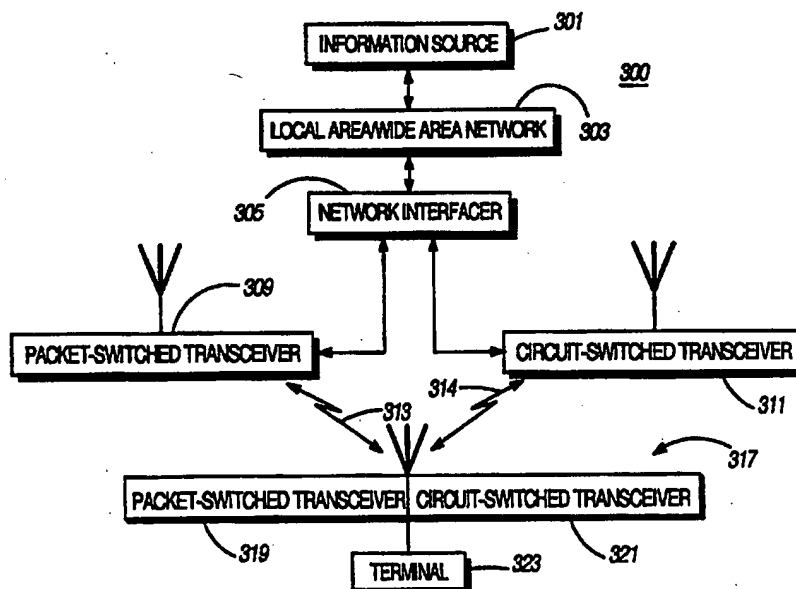 INFORMATION SOURCE
301
300
LOCAL AREA/WIDE AREA NETWORK
303
305
NETWORK INTERFACER
309
PACKET-SWITCHED TRANSCEIVER
CIRCUIT-SWITCHED TRANSCEIVER
314
311
313
317
PACKET-SWITCHED TRANSCEIVER
CIRCUIT-SWITCHED TRANSCEIVER
319
321
TERMINAL
323